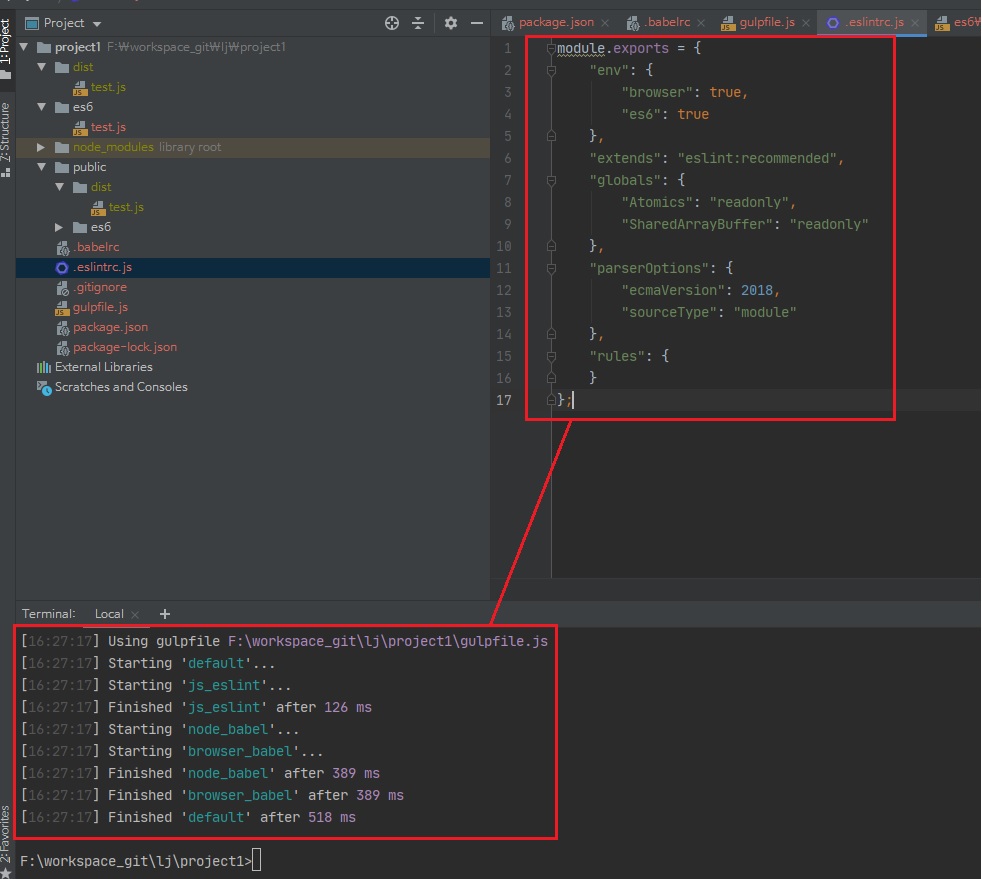 Project
package.json
.babelrc
gulpfile.js
.eslintrc.js
es6
1: Project
7: Structure
2: Favorites
project1 F:₩workspace_git₩lj₩project1
dist
test.js
es6
test.js
node_modules library root
public
dist
test.js
es6
.babelrc
.eslintrc.js
.gitignore
gulpfile.js
package.json
package-lock.json
External Libraries
Scratches and Consoles
1 module.exports = {
2 "env": {
3 "browser": true,
4 "es6": true
5 },
6 "extends": "eslint:recommended",
7 "globals": {
8 "Atomics": "readonly",
9 "SharedArrayBuffer": "readonly"
10 },
11 "parserOptions": {
12 "ecmaVersion": 2018,
13 "sourceType": "module"
14 },
15 "rules": {
16 }
17 };
Terminal: Local +
[16:27:17] Using gulpfile F:\workspace_git\lj\project1\gulpfile.js
[16:27:17] Starting 'default'...
[16:27:17] Starting 'js_eslint'...
[16:27:17] Finished 'js_eslint' after 126 ms
[16:27:17] Starting 'node_babel'...
[16:27:17] Starting 'browser_babel'...
[16:27:17] Finished 'node_babel' after 389 ms
[16:27:17] Finished 'browser_babel' after 389 ms
[16:27:17] Finished 'default' after 518 ms
F:\workspace_git\lj\project1>